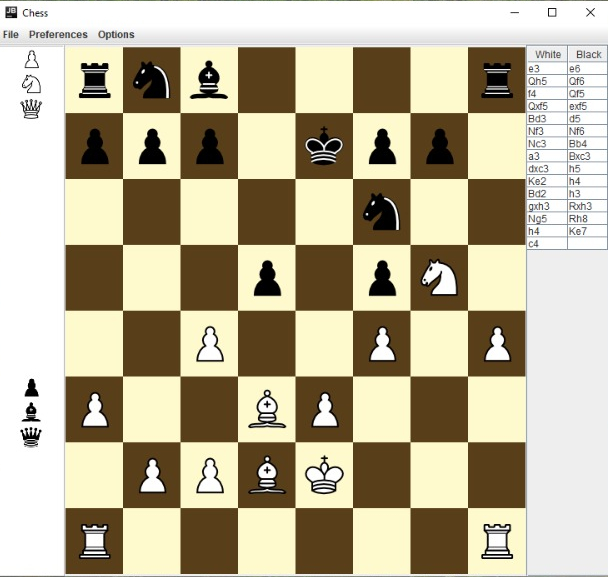 JB Chess
File Preferences Options
White Black
e3 e6
Qh5 Qf6
f4 Qf5
Qxf5 exf5
Bd3 d5
Nf3 Nf6
Nc3 Bb4
a3 Bxc3
dxc3 h5
Ke2 h4
Bd2 h3
gxh3 Rxh3
Ng5 Rh8
h4 Ke7
c4